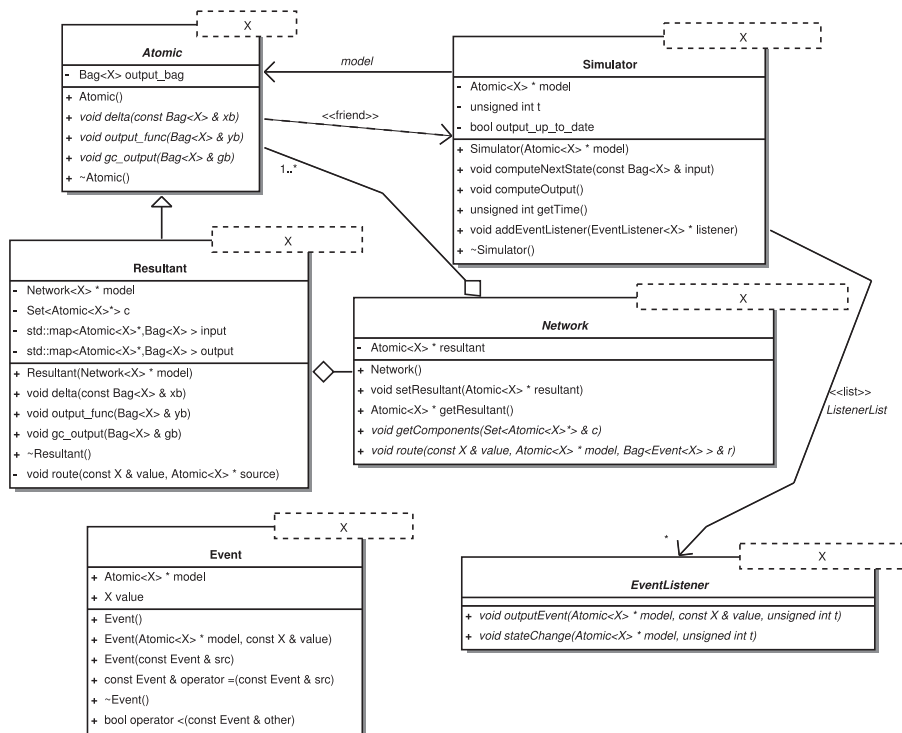 X
Atomic
- Bag<X> output_bag
+ Atomic()
+ void delta(const Bag<X> & xb)
+ void output_func(Bag<X> & yb)
+ void gc_output(Bag<X> & gb)
+ ~Atomic()
model
<<friend>>
1..*
X
Simulator
- Atomic<X> * model
- unsigned int t
- bool output_up_to_date
+ Simulator(Atomic<X> * model)
+ void computeNextState(const Bag<X> & input)
+ void computeOutput()
+ unsigned int getTime()
+ void addEventListener(EventListener<X> * listener)
+ ~Simulator()
X
Resultant
- Network<X> * model
- Set<Atomic<X>*> c
- std::map<Atomic<X>*,Bag<X> > input
- std::map<Atomic<X>*,Bag<X> > output
+ Resultant(Network<X> * model)
+ void delta(const Bag<X> & xb)
+ void output_func(Bag<X> & yb)
+ void gc_output(Bag<X> & gb)
+ ~Resultant()
- void route(const X & value, Atomic<X> * source)
X
Network
- Atomic<X> * resultant
+ Network()
+ void setResultant(Atomic<X> * resultant)
+ Atomic<X> * getResultant()
+ void getComponents(Set<Atomic<X>*> & c)
+ void route(const X & value, Atomic<X> * model, Bag<Event<X> > & r)
<<list>>
ListenerList
*
X
Event
+ Atomic<X> * model
+ X value
+ Event()
+ Event(Atomic<X> * model, const X & value)
+ Event(const Event & src)
+ const Event & operator =(const Event & src)
+ ~Event()
+ bool operator <(const Event & other)
X
EventListener
+ void outputEvent(Atomic<X> * model, const X & value, unsigned int t)
+ void stateChange(Atomic<X> * model, unsigned int t)